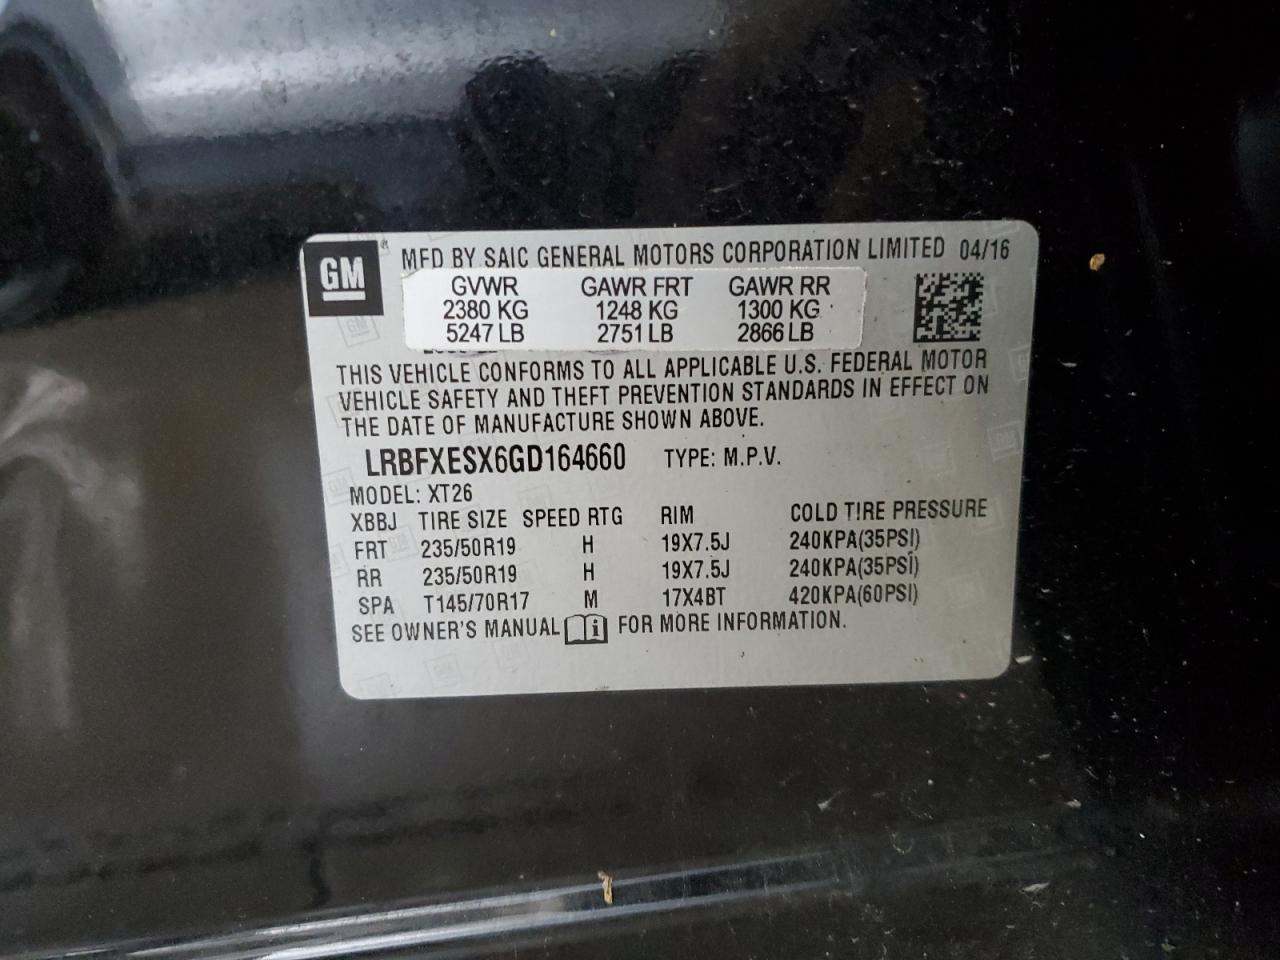 GM
MFD BY SAIC GENERAL MOTORS CORPORATION LIMITED 04/16
GVWR GAWR FRT GAWR RR
2380 KG 1248 KG 1300 KG
5247 LB 2751 LB 2866 LB
THIS VEHICLE CONFORMS TO ALL APPLICABLE U.S. FEDERAL MOTOR
VEHICLE SAFETY AND THEFT PREVENTION STANDARDS IN EFFECT ON
THE DATE OF MANUFACTURE SHOWN ABOVE.
LRBFXESX6GD164660 TYPE: M.P.V.
MODEL: XT26
XBBJ TIRE SIZE SPEED RTG RIM COLD TIRE PRESSURE
FRT 235/50R19 H 19X7.5J 240KPA(35PSI)
RR 235/50R19 H 19X7.5J 240KPA(35PSI)
SPA T145/70R17 M 17X4BT 420KPA(60PSI)
SEE OWNER'S MANUAL i FOR MORE INFORMATION.